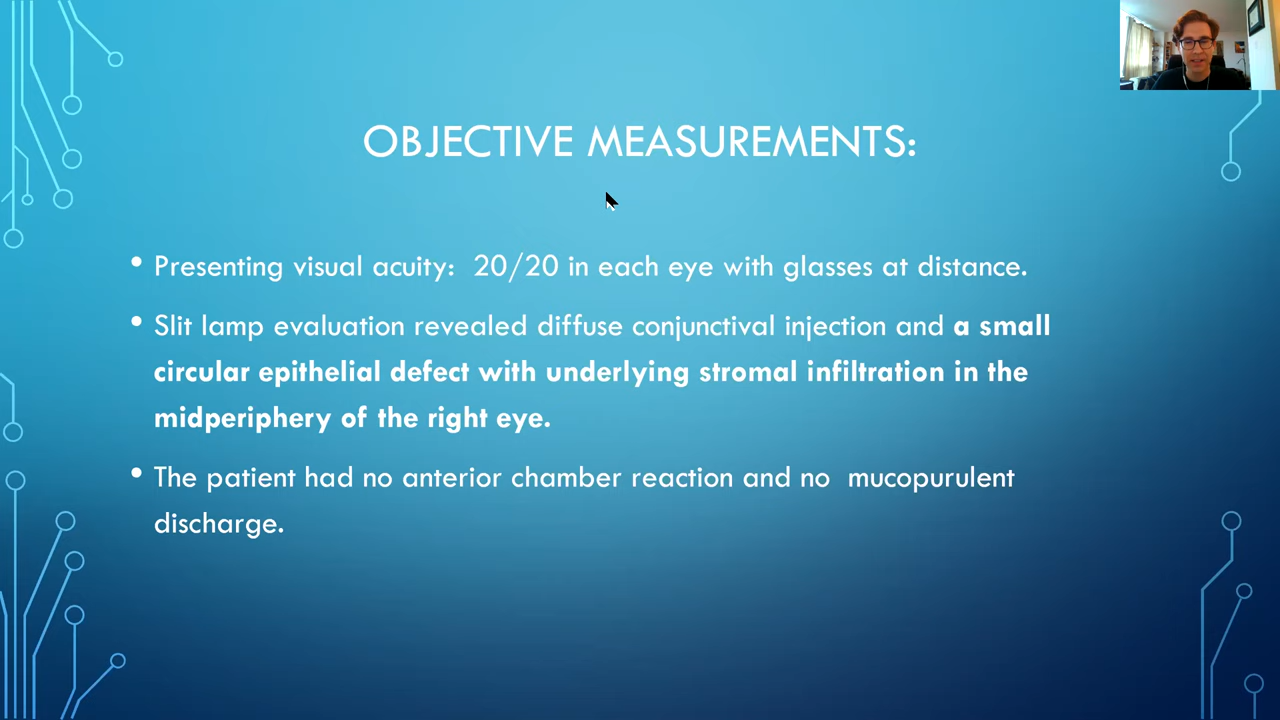 OBJECTIVE MEASUREMENTS:
• Presenting visual acuity:  20/20 in each eye with glasses at distance.
• Slit lamp evaluation revealed diffuse conjunctival injection and a small
circular epithelial defect with underlying stromal infiltration in the
midperiphery of the right eye.
• The patient had no anterior chamber reaction and no  mucopurulent
discharge.